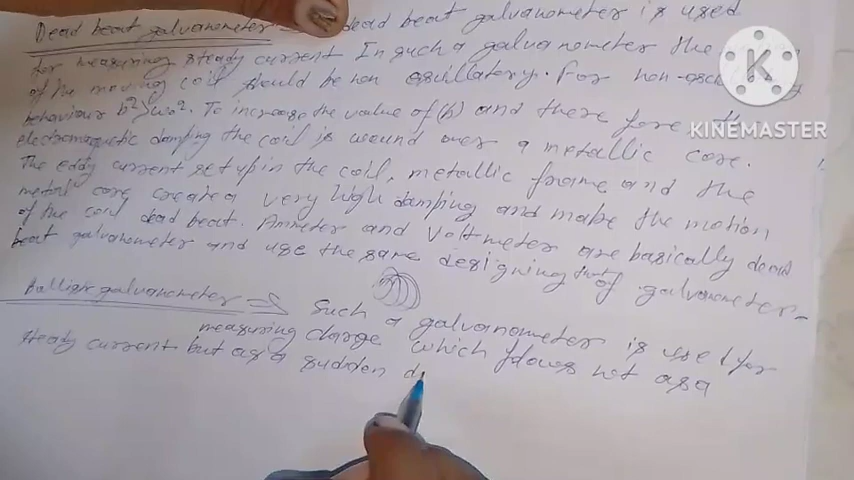 Dead beat galvanometer dead beat galvanometer is used
for measuring steady current In such a galvanometer the
of the moving coil should be non oscillatory. For non-
behaviour b²>ω₀². To increase the value of (b) and there fore
electromagnetic damping the coil is wound over a metallic core.
The eddy current set up in the coil, metallic frame and the
metal core create a very high damping and make the motion
of the coil dead beat. Ammeter and Voltmeter are basically dead
beat galvanometer and use the same designing that of galvanometer-
Ballistic galvanometer ⇒ Such a galvanometer is used for
measuring charge which flows not as a
steady current but as a sudden d
K
KINEMASTER